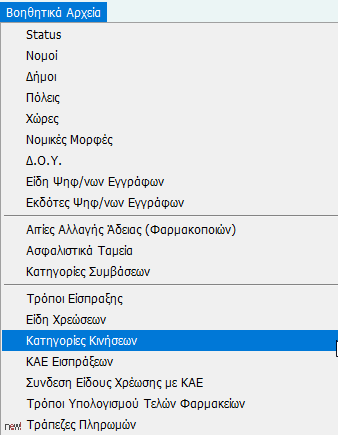 Βοηθητικά Αρχεία
Status
Νομοί
Δήμοι
Πόλεις
Χώρες
Νομικές Μορφές
Δ.Ο.Υ.
Είδη Ψηφ/νων Εγγράφων
Εκδότες Ψηφ/νων Εγγράφων
Αιτίες Αλλαγής Άδειας (Φαρμακοποιών)
Ασφαλιστικά Ταμεία
Κατηγορίες Συμβάσεων
Τρόποι Είσπραξης
Είδη Χρεώσεων
Κατηγορίες Κινήσεων
ΚΑΕ Εισπράξεων
Συνδεση Είδους Χρέωσης με ΚΑΕ
Τρόποι Υπολογισμού Τελών Φαρμακείων
new! Τράπεζες Πληρωμών